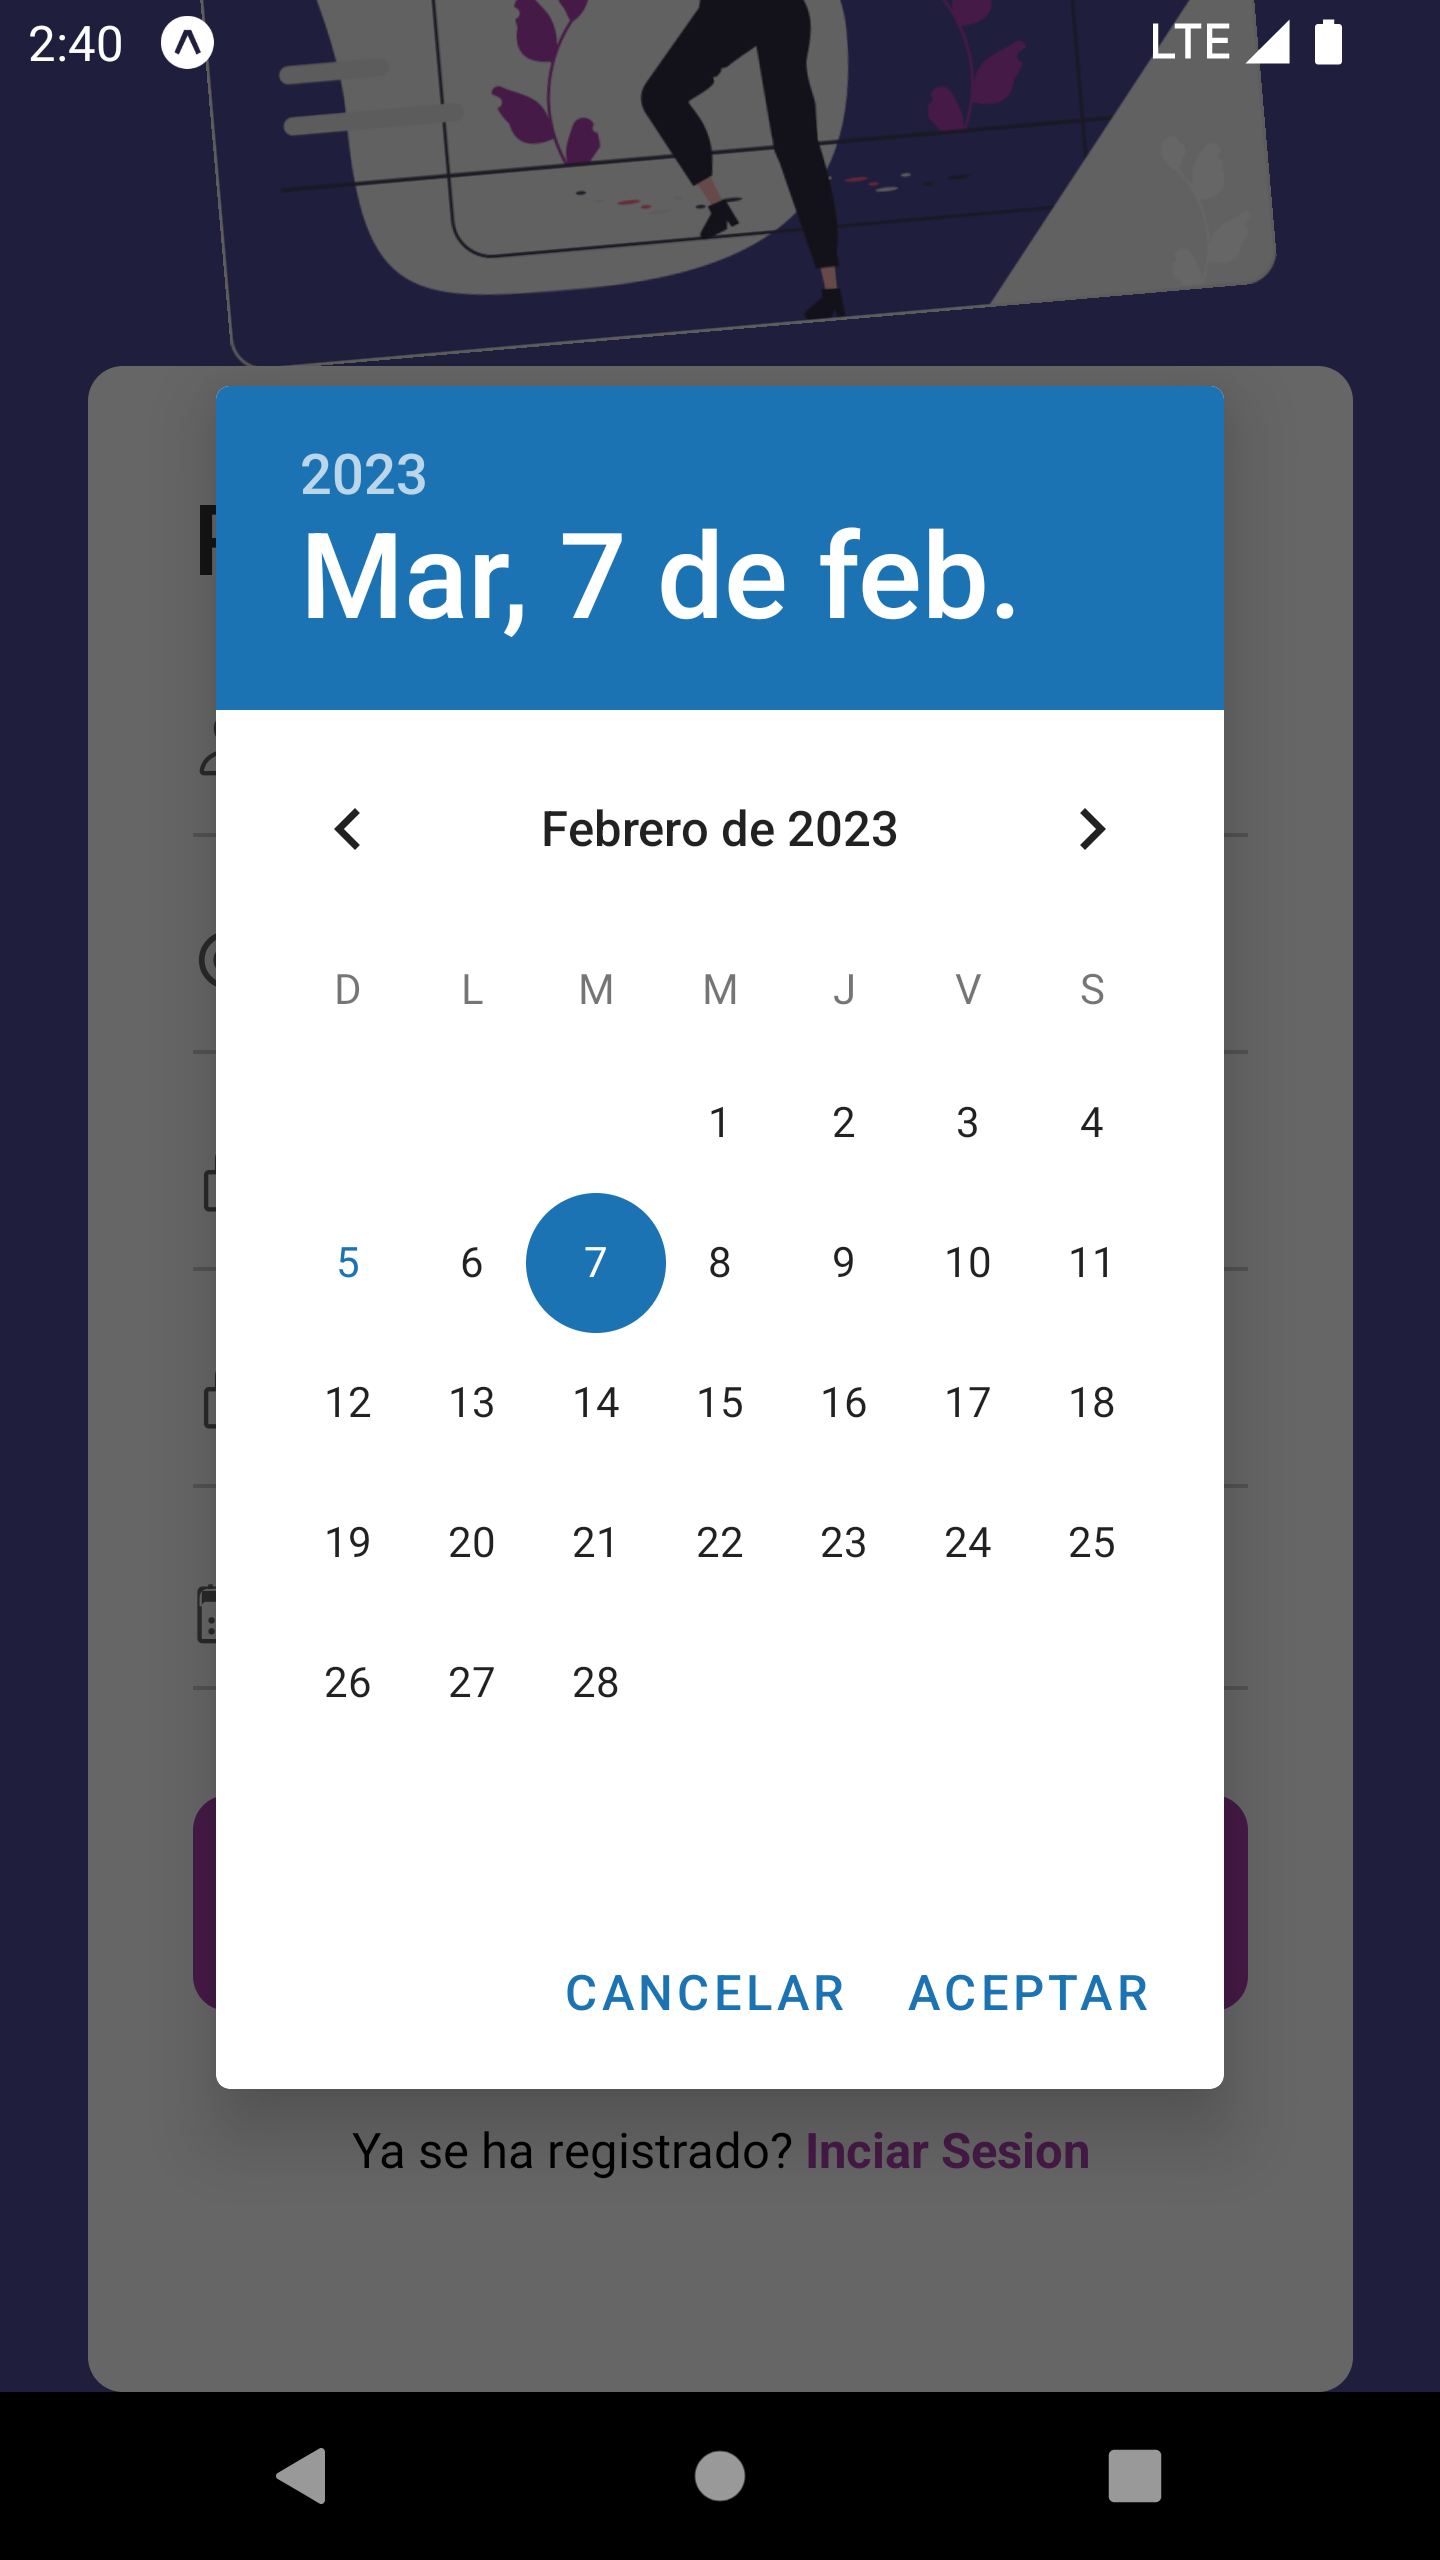 2:40 LTE
2023
Mar, 7 de feb.
Febrero de 2023
D L M M J V S
1 2 3 4
5 6 7 8 9 10 11
12 13 14 15 16 17 18
19 20 21 22 23 24 25
26 27 28
CANCELAR ACEPTAR
Ya se ha registrado? Inciar Sesion